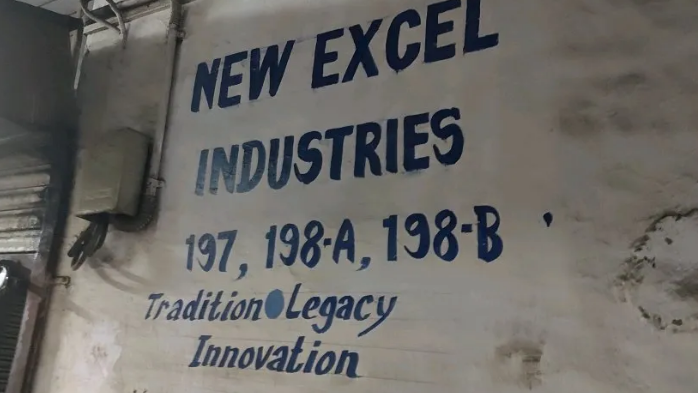 NEW EXCEL
INDUSTRIES
197, 198-A, 198-B
Tradition●Legacy
Innovation